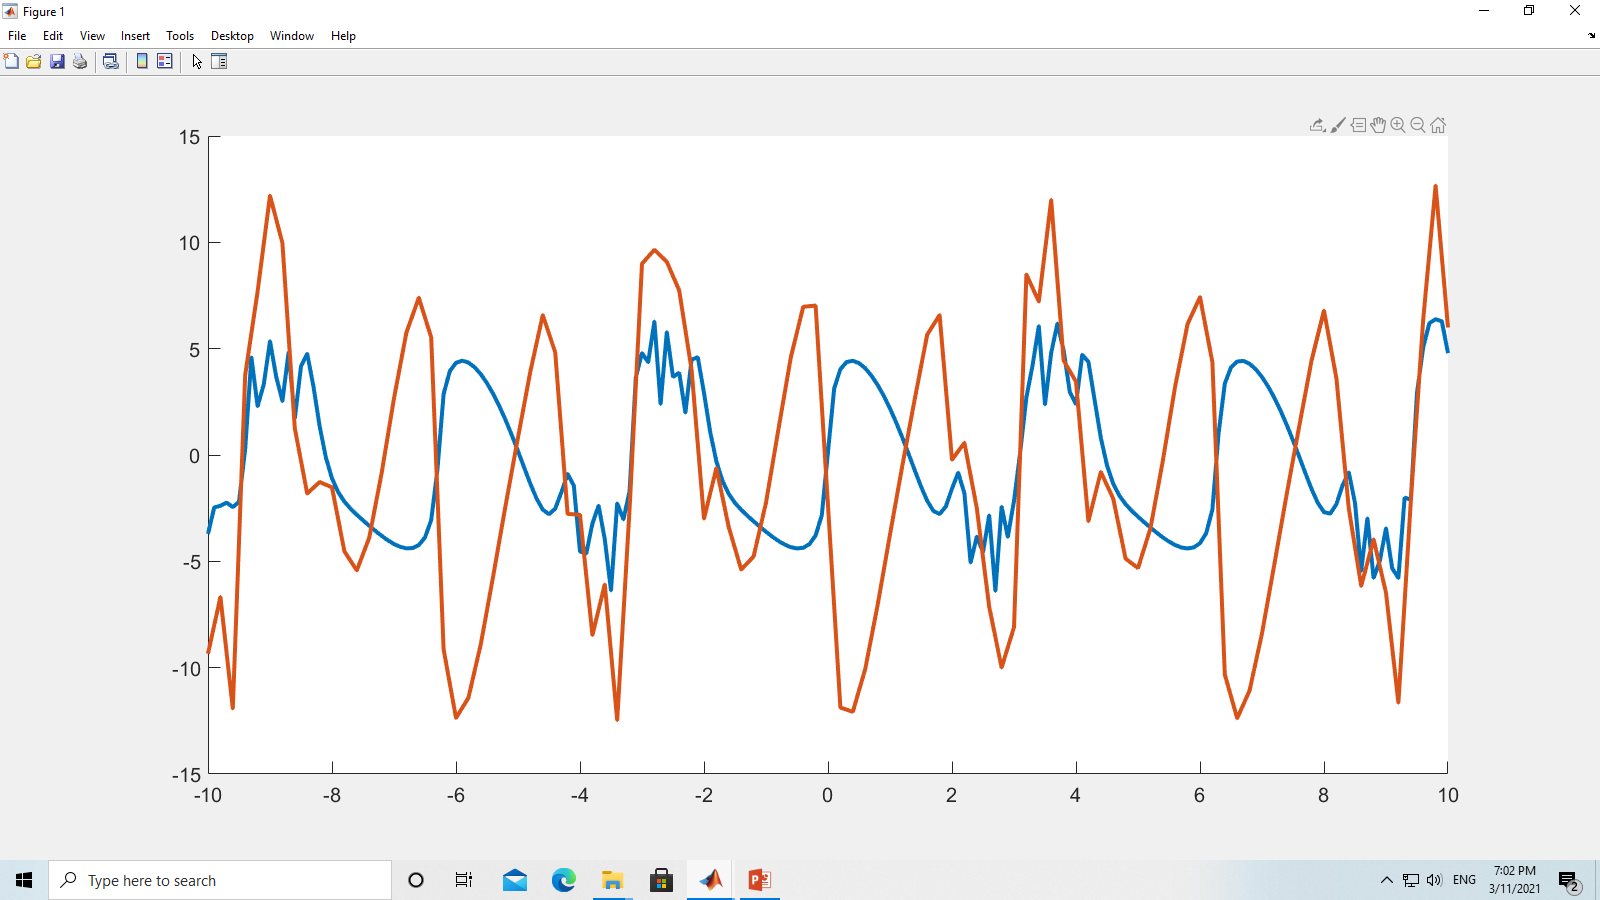 Figure 1
File Edit View Insert Tools Desktop Window Help
15
10
5
0
-5
-10
-15
-10 -8 -6 -4 -2 0 2 4 6 8 10
Type here to search
ENG
7:02 PM
3/11/2021
2